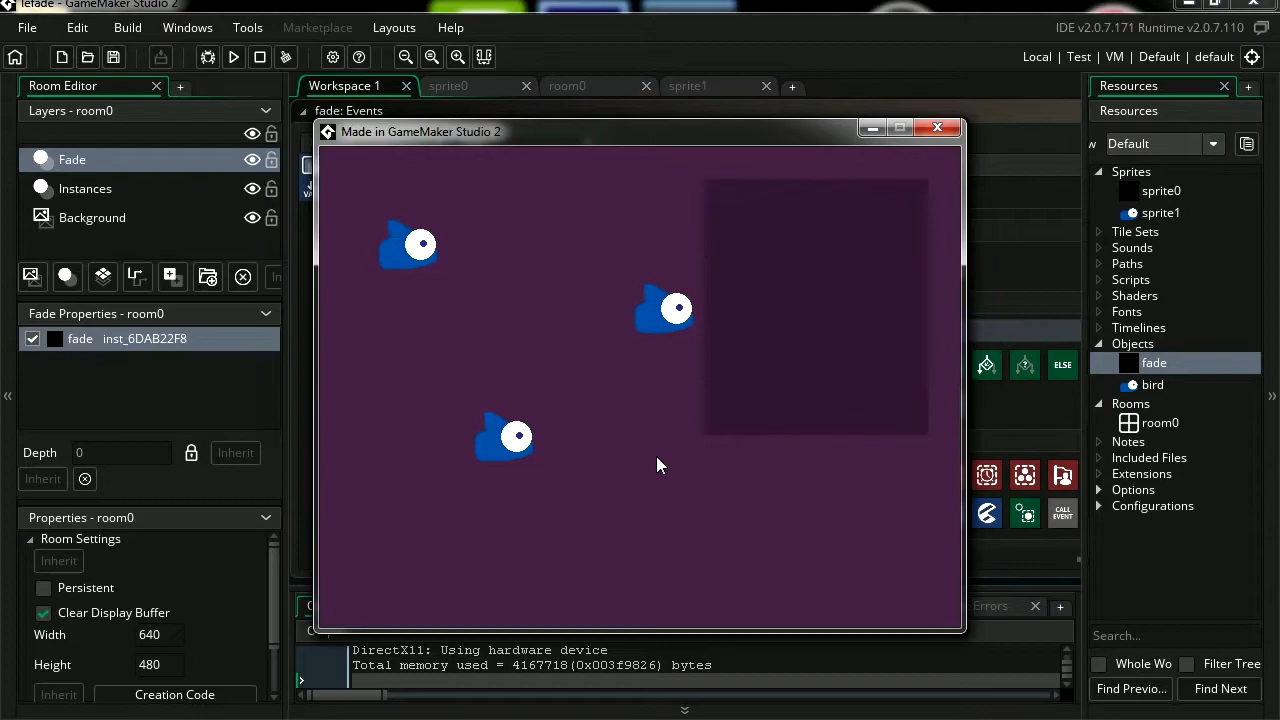 lefade - GameMaker Studio 2
File Edit Build Windows Tools Marketplace Layouts Help
IDE v2.0.7.171 Runtime v2.0.7.110
Local | Test | VM | Default | default
Room Editor
Workspace 1
sprite0
room0
sprite1
Resources
Layers - room0
fade: Events
Resources
Made in GameMaker Studio 2
Default
Fade
Instances
Background
Sprites
sprite0
sprite1
Tile Sets
Sounds
Paths
Scripts
Shaders
Fonts
Timelines
Objects
fade
bird
Rooms
room0
Notes
Included Files
Extensions
Options
Configurations
Fade Properties - room0
fade inst_6DAB22F8
ELSE
Depth 0 Inherit
Inherit
CALL
EVENT
Properties - room0
Room Settings
Inherit
Persistent
Clear Display Buffer
Width 640
Height 480
Inherit Creation Code
Errors
DirectX11: Using hardware device
Total memory used = 4167718(0x003f9826) bytes
Search...
Whole Wo Filter Tree
Find Previo... Find Next